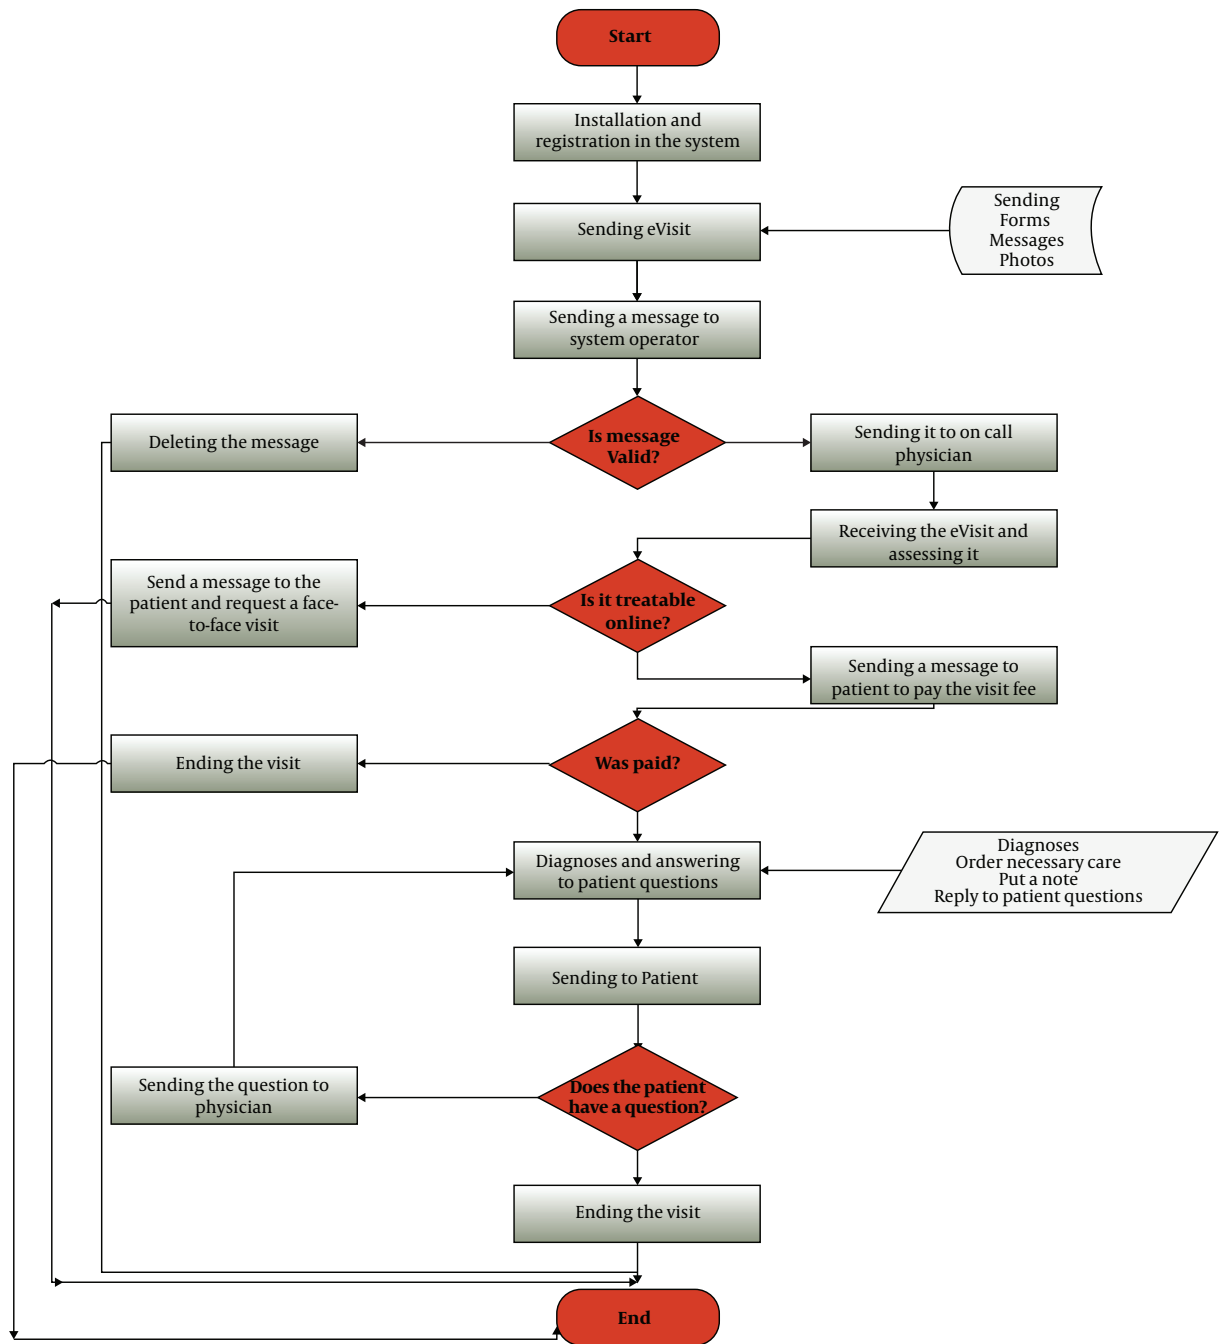 Start
Installation and
registration in the system
Sending eVisit
Sending
Forms
Messages
Photos
Sending a message to
system operator
Deleting the message
Is message
Valid?
Sending it to on call
physician
Receiving the eVisit and
assessing it
Send a message to the
patient and request a face-
to-face visit
Is it treatable
online?
Sending a message to
patient to pay the visit fee
Ending the visit
Was paid?
Diagnoses and answering
to patient questions
Diagnoses
Order necessary care
Put a note
Reply to patient questions
Sending to Patient
Sending the question to
physician
Does the patient
have a question?
Ending the visit
End